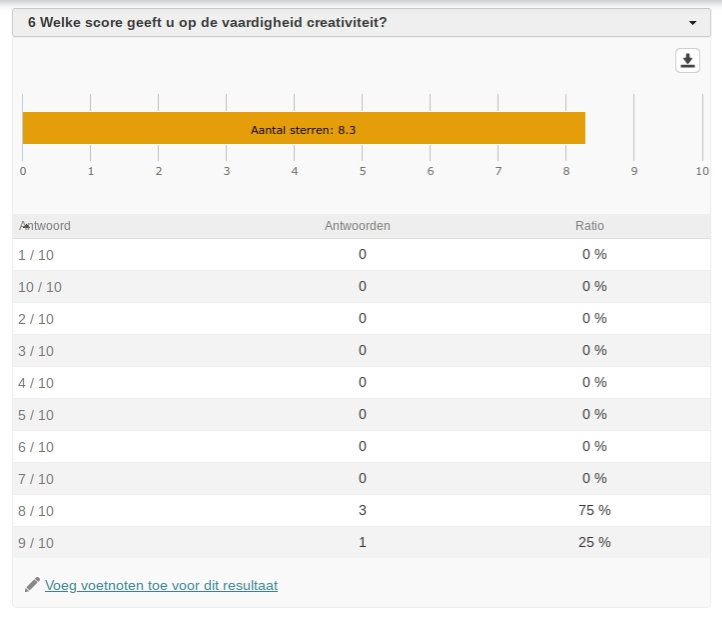 6 Welke score geeft u op de vaardigheid creativiteit?
Aantal sterren: 8.3
0 1 2 3 4 5 6 7 8 9 10
Antwoord Antwoorden Ratio
1 / 10 0 0 %
10 / 10 0 0 %
2 / 10 0 0 %
3 / 10 0 0 %
4 / 10 0 0 %
5 / 10 0 0 %
6 / 10 0 0 %
7 / 10 0 0 %
8 / 10 3 75 %
9 / 10 1 25 %
Voeg voetnoten toe voor dit resultaat